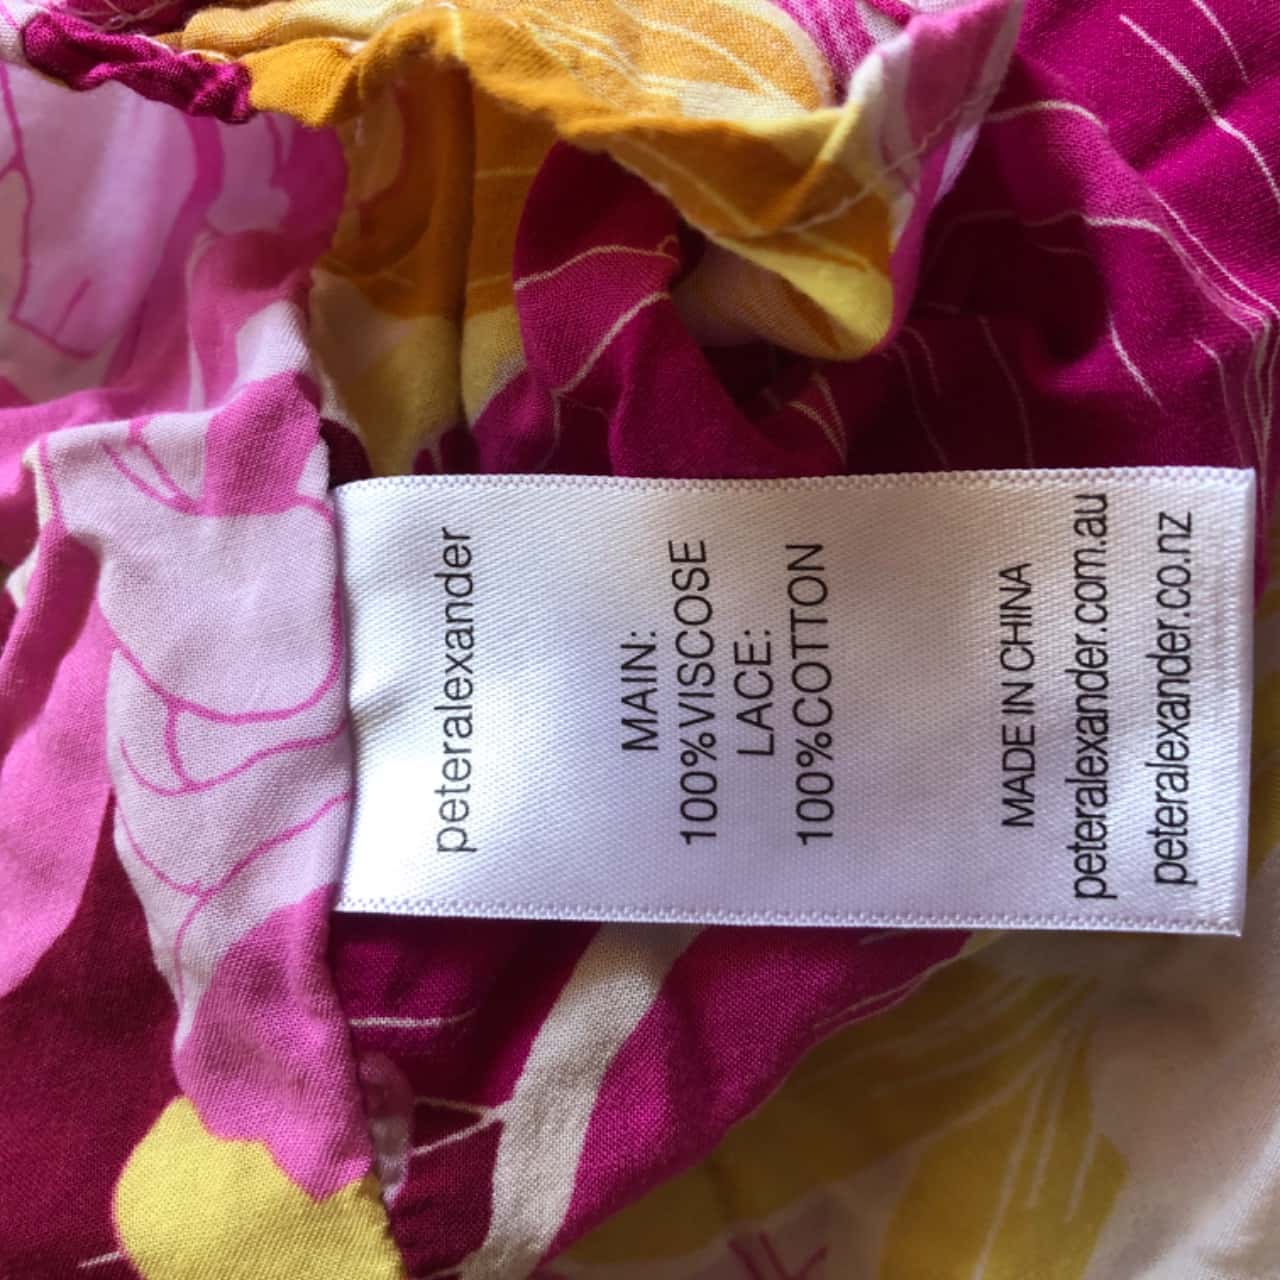 peteralexander
MAIN:
100%VISCOSE
LACE:
100%COTTON
MADE IN CHINA
peteralexander.com.au
peteralexander.co.nz